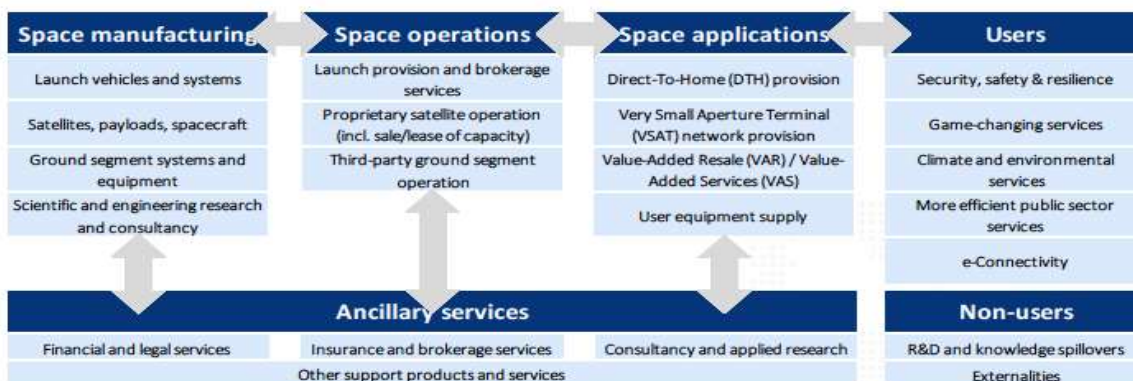 Space manufacturing
Launch vehicles and systems
Satellites, payloads, spacecraft
Ground segment systems and
equipment
Scientific and engineering research
and consultancy
Space operations
Launch provision and brokerage
services
Proprietary satellite operation
(incl. sale/lease of capacity)
Third-party ground segment
operation
Space applications
Direct-To-Home (DTH) provision
Very Small Aperture Terminal
(VSAT) network provision
Value-Added Resale (VAR) / Value-
Added Services (VAS)
User equipment supply
Users
Security, safety & resilience
Game-changing services
Climate and environmental
services
More efficient public sector
services
e-Connectivity
Ancillary services
Financial and legal services
Insurance and brokerage services
Consultancy and applied research
Other support products and services
Non-users
R&D and knowledge spillovers
Externalities